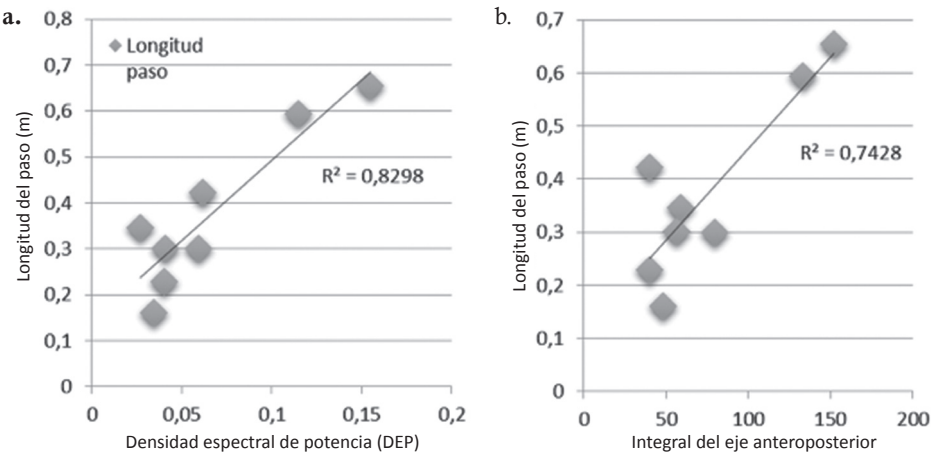 a.
0,8
0,7
0,6
0,5
0,4
0,3
0,2
0,1
0
Longitud del paso (m)
Longitud
paso
R² = 0,8298
0
0,05
0,1
0,15
0,2
Densidad espectral de potencia (DEP)
b.
0,7
0,6
0,5
0,4
0,3
0,2
0,1
0
Longitud del paso (m)
R² = 0,7428
0
50
100
150
200
Integral del eje anteroposterior